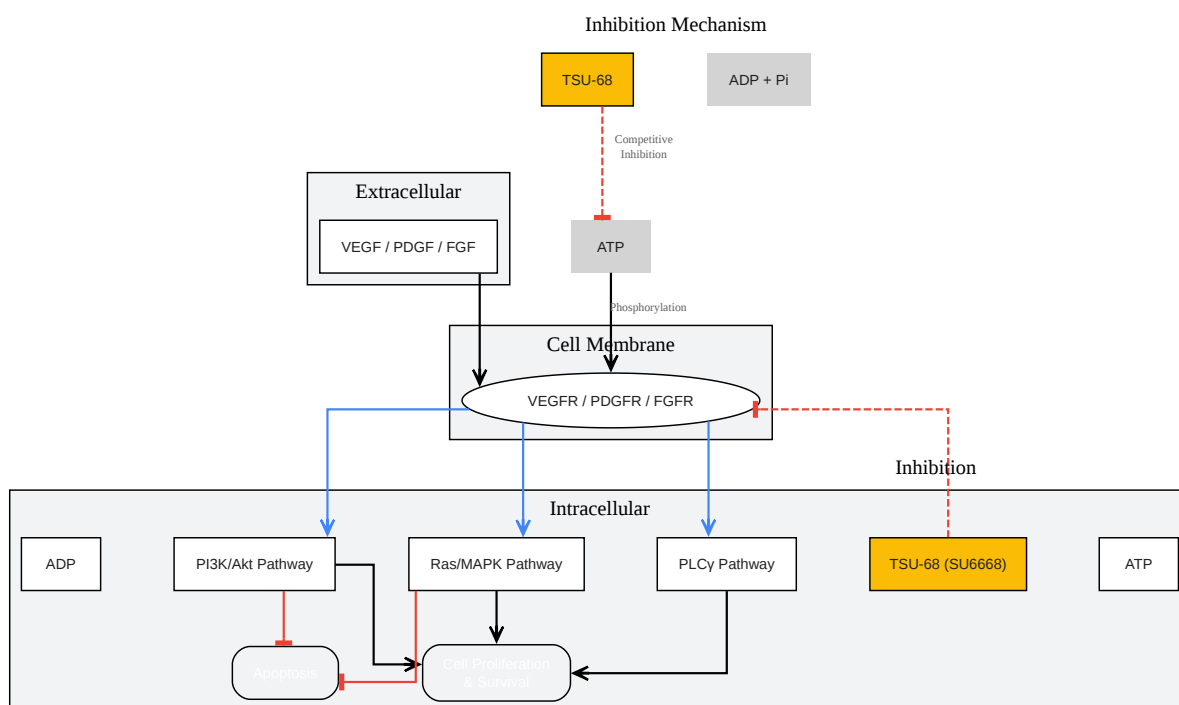 Inhibition Mechanism
TSU-68
ADP + Pi
Competitive
Inhibition
Extracellular
VEGF / PDGF / FGF
ATP
Phosphorylation
Cell Membrane
VEGFR / PDGFR / FGFR
Inhibition
Intracellular
ADP
PI3K/Akt Pathway
Ras/MAPK Pathway
PLCγ Pathway
TSU-68 (SU6668)
ATP
Apoptosis
Cell Proliferation
& Survival